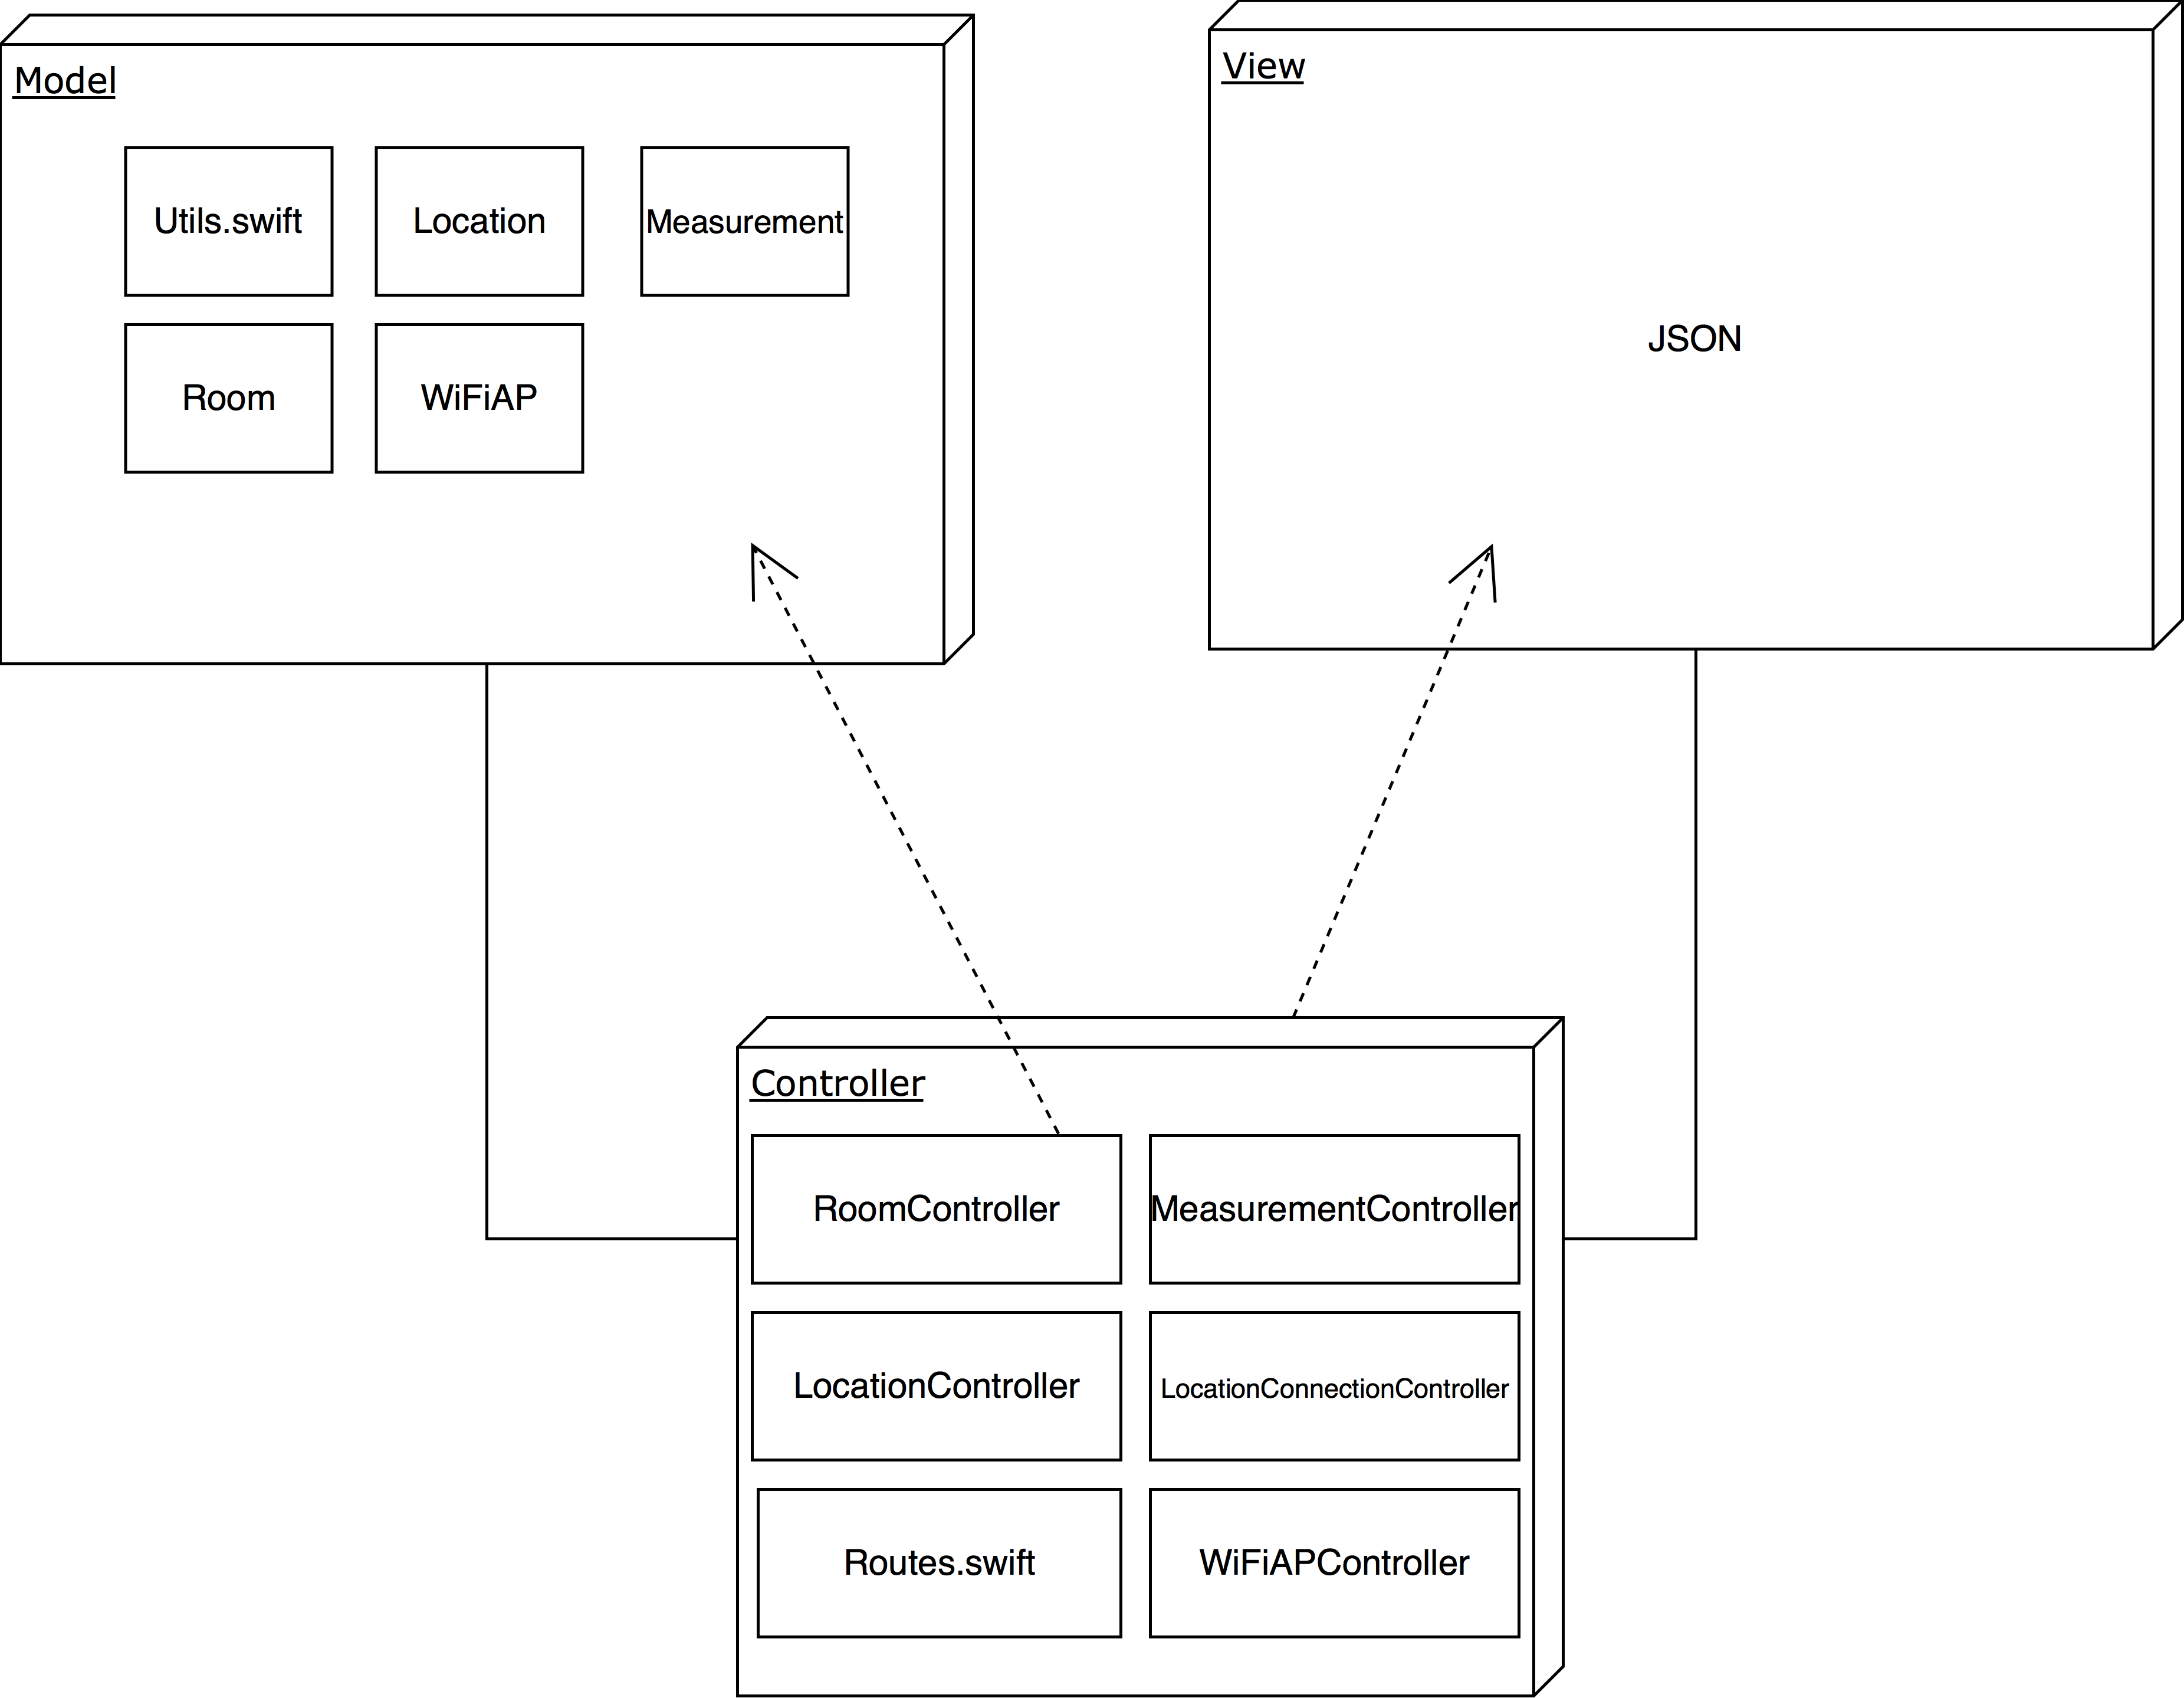 Model
Utils.swift
Location
Measurement
Room
WiFiAP
View
JSON
Controller
RoomController
MeasurementController
LocationController
LocationConnectionController
Routes.swift
WiFiAPController